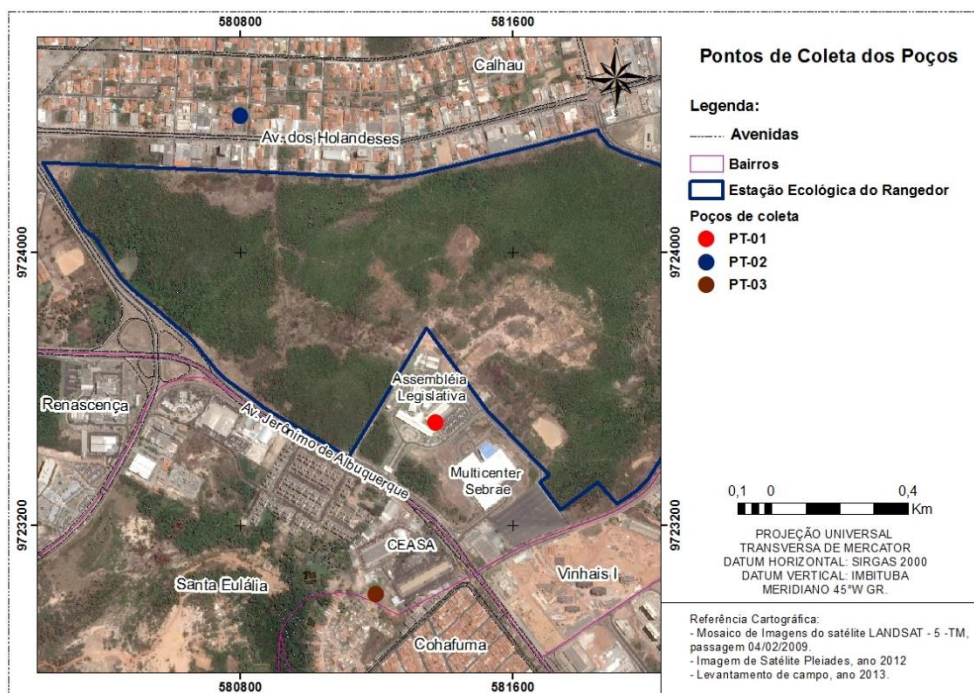 580800 581600
Pontos de Coleta dos Poços
Calhau
Av. dos Holandeses
Legenda:
Avenidas
Bairros
Estação Ecológica do Rangedor
Poços de coleta
PT-01
PT-02
PT-03
9724000 9724000
Assembléia
Legislativa
Renascença
Av. Jerônimo de Albuquerque
Multicenter
Sebrae
0,1 0 0,4
Km
9723200 9723200
CEASA
Santa Eulália
Vinhais I
Cohafuma
PROJEÇÃO UNIVERSAL
TRANSVERSA DE MERCATOR
DATUM HORIZONTAL: SIRGAS 2000
DATUM VERTICAL: IMBITUBA
MERIDIANO 45°W GR.
Referência Cartográfica:
- Mosaico de Imagens do satélite LANDSAT - 5 -TM,
passagem 04/02/2009.
- Imagem de Satélite Pleiades, ano 2012
- Levantamento de campo, ano 2013.
580800 581600